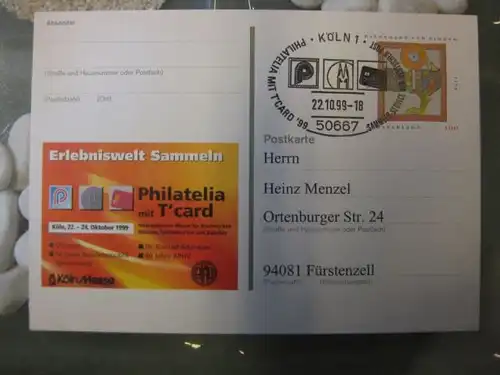 Absender
(Straße und Hausnummer oder Postfach)
(Postleitzahl) (Ort)
PHILATELIA MIT T'CARD '99 · KÖLN 1 ·
22.10.99-18
50667
Postkarte
Herrn
Heinz Menzel
Ortenburger Str. 24
(Straße und Hausnummer oder Postfach)
94081 Fürstenzell
(Postleitzahl) (Bestimmungsort)
Erlebniswelt Sammeln
Philatelia
mit T'card
Köln, 22. - 24. Oktober 1999
KölnMesse